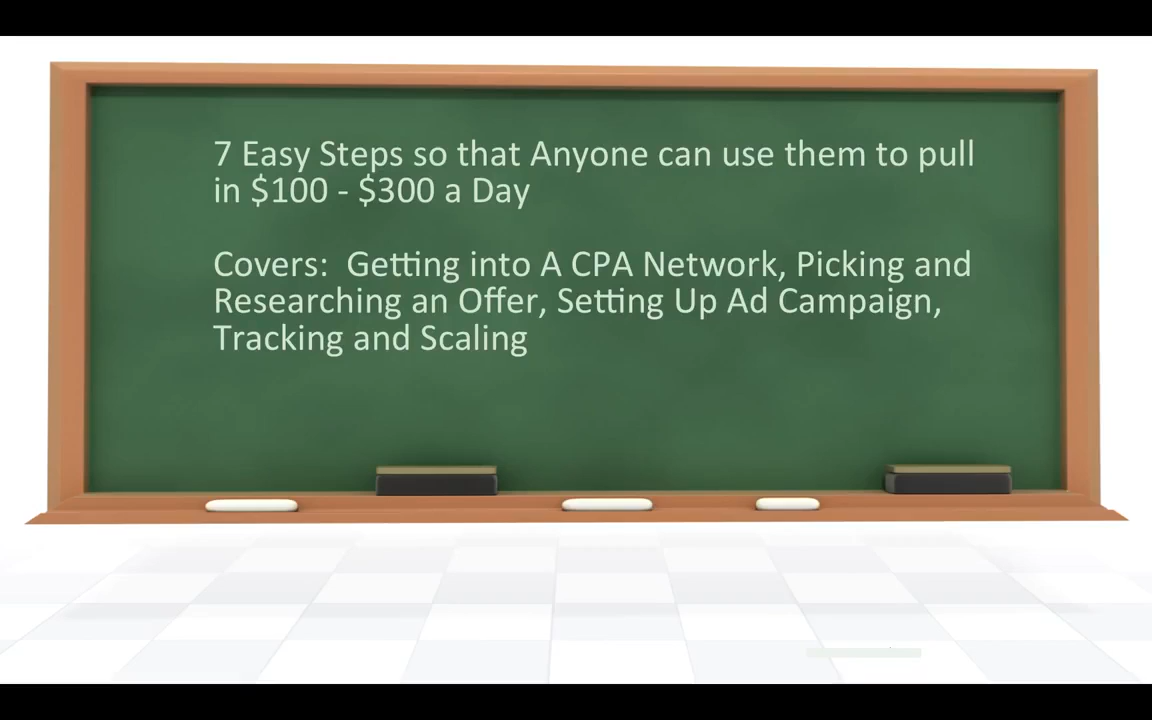 7 Easy Steps so that Anyone can use them to pull
in $100 - $300 a Day
Covers:  Getting into A CPA Network, Picking and
Researching an Offer, Setting Up Ad Campaign,
Tracking and Scaling